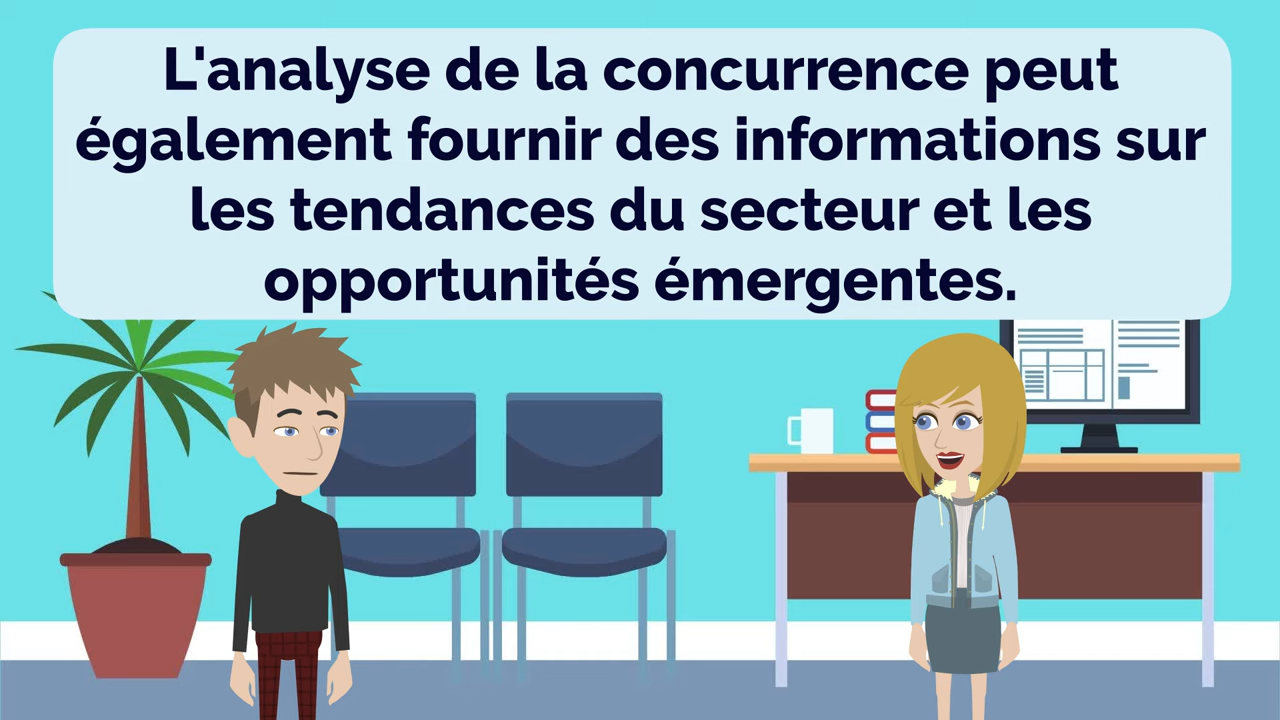 L'analyse de la concurrence peut
également fournir des informations sur
les tendances du secteur et les
opportunités émergentes.